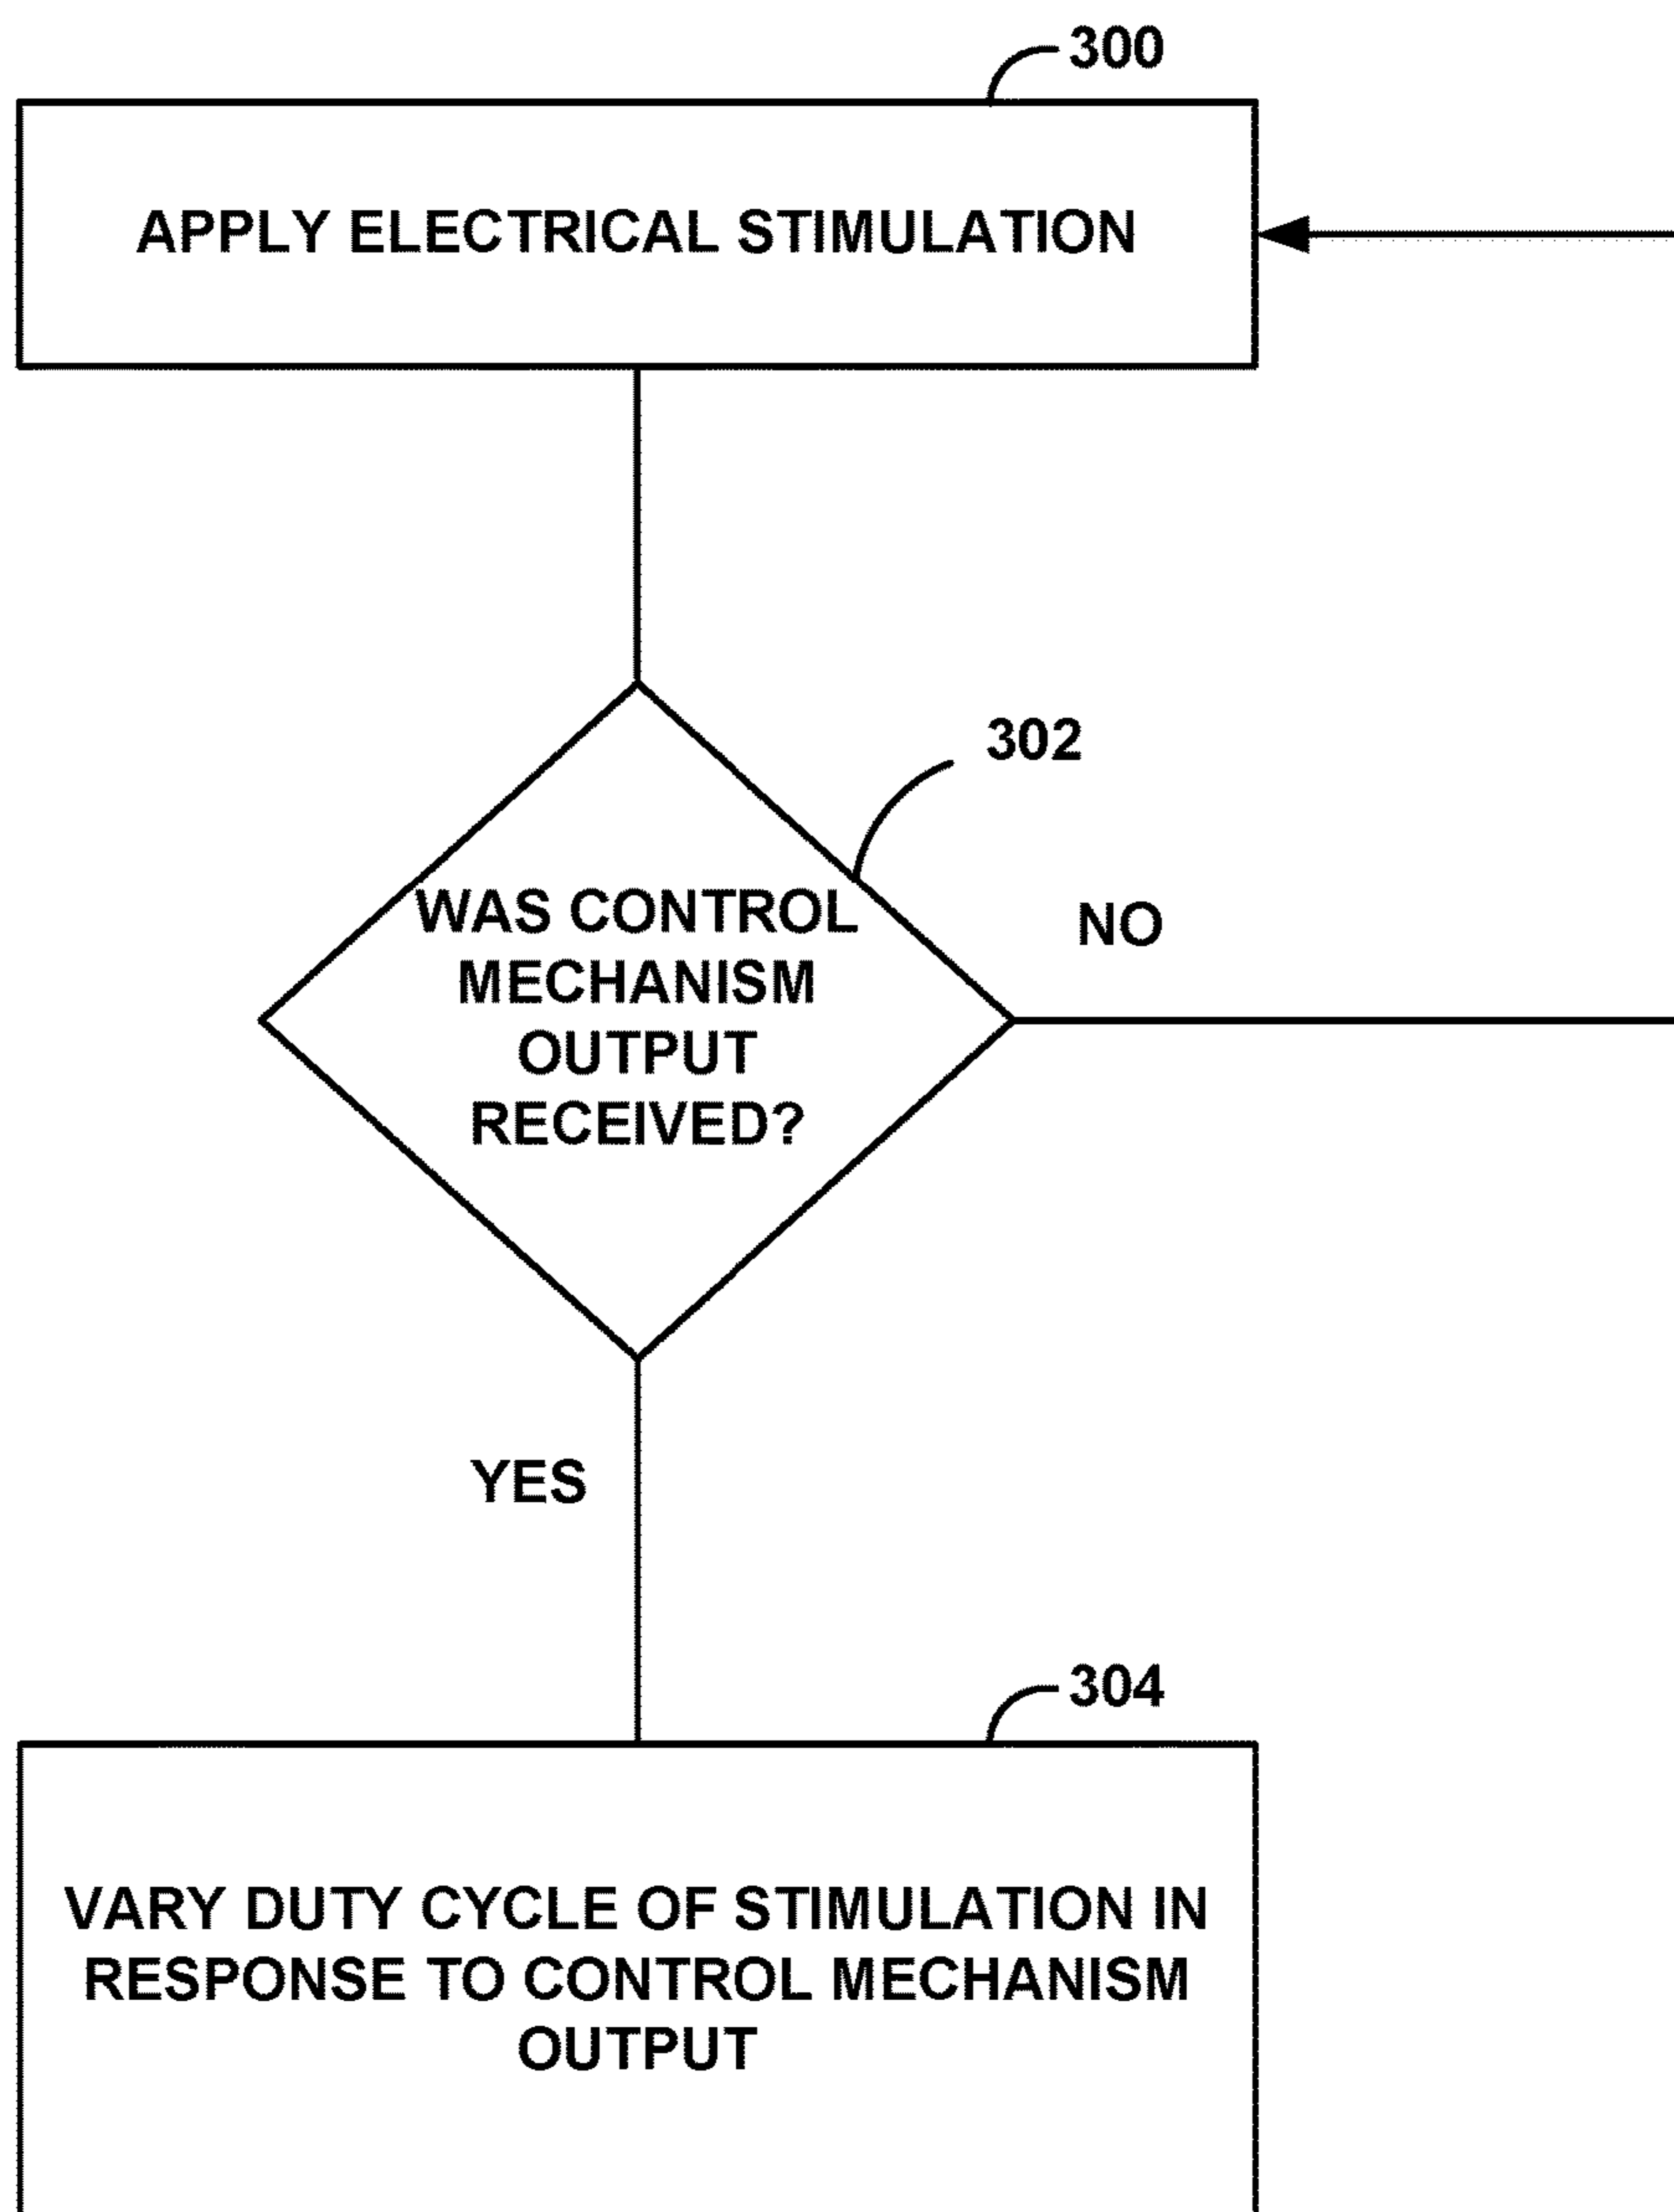 300
APPLY ELECTRICAL STIMULATION
302
WAS CONTROL
MECHANISM
OUTPUT
RECEIVED?
NO
YES
304
VARY DUTY CYCLE OF STIMULATION IN
RESPONSE TO CONTROL MECHANISM
OUTPUT